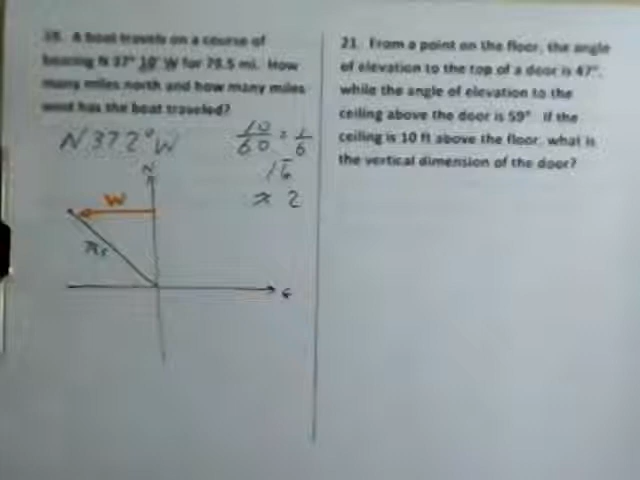 19. A boat travels on a course of
bearing N 37° 10' W for 79.5 mi. How
many miles north and how many miles
west has the boat traveled?
N 37.2° W
10/60 = 1/6
.16
≈ .2
N
W
79.5
21. From a point on the floor, the angle
of elevation to the top of a door is 47°,
while the angle of elevation to the
ceiling above the door is 59°. If the
ceiling is 10 ft above the floor, what is
the vertical dimension of the door?